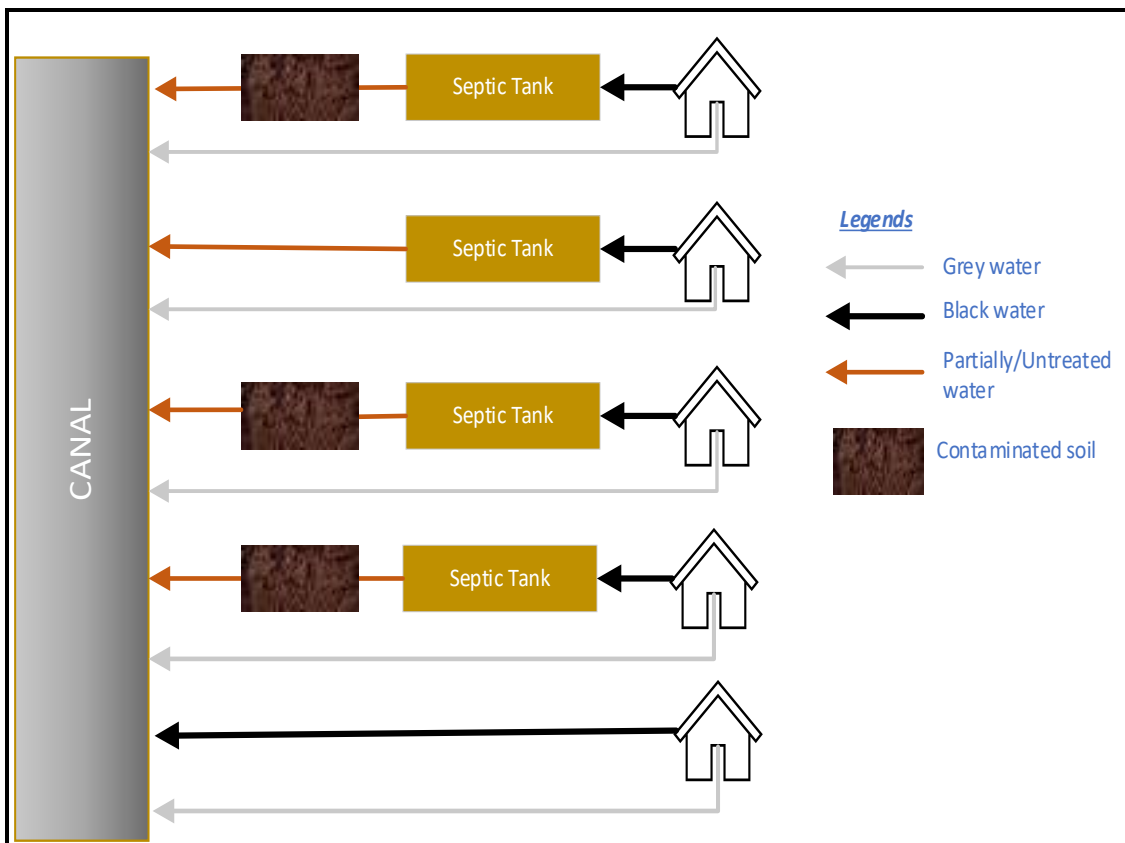 Septic Tank
Septic Tank
Legends
Grey water
Black water
Partially/Untreated
water
CANAL
Septic Tank
Contaminated soil
Septic Tank